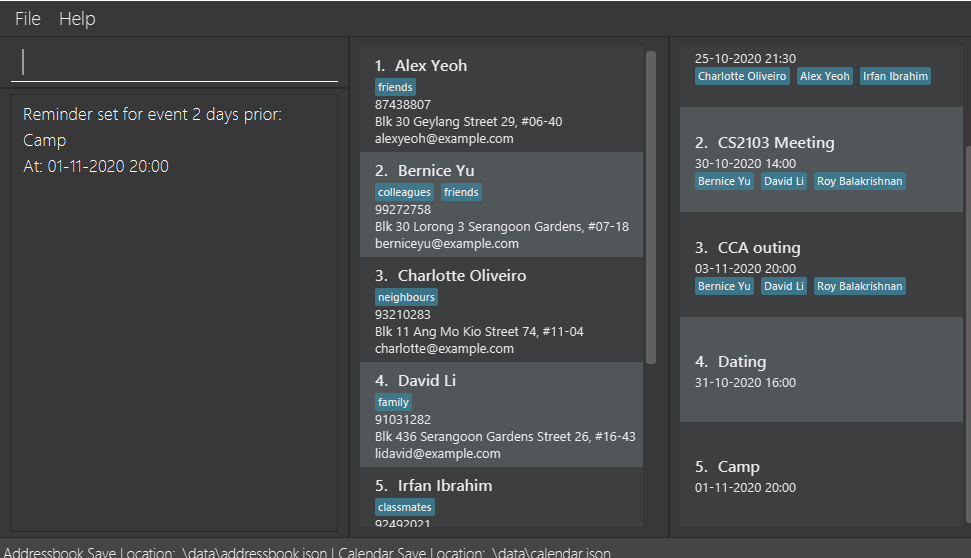 File Help
Reminder set for event 2 days prior:
Camp
At: 01-11-2020 20:00
1. Alex Yeoh
friends
87438807
Blk 30 Geylang Street 29, #06-40
alexyeoh@example.com
2. Bernice Yu
colleagues friends
99272758
Blk 30 Lorong 3 Serangoon Gardens, #07-18
berniceyu@example.com
3. Charlotte Oliveiro
neighbours
93210283
Blk 11 Ang Mo Kio Street 74, #11-04
charlotte@example.com
4. David Li
family
91031282
Blk 436 Serangoon Gardens Street 26, #16-43
lidavid@example.com
5. Irfan Ibrahim
classmates
92492021
25-10-2020 21:30
Charlotte Oliveiro Alex Yeoh Irfan Ibrahim
2. CS2103 Meeting
30-10-2020 14:00
Bernice Yu David Li Roy Balakrishnan
3. CCA outing
03-11-2020 20:00
Bernice Yu David Li Roy Balakrishnan
4. Dating
31-10-2020 16:00
5. Camp
01-11-2020 20:00
Addressbook Save Location: .\data\addressbook.json | Calendar Save Location: .\data\calendar.json